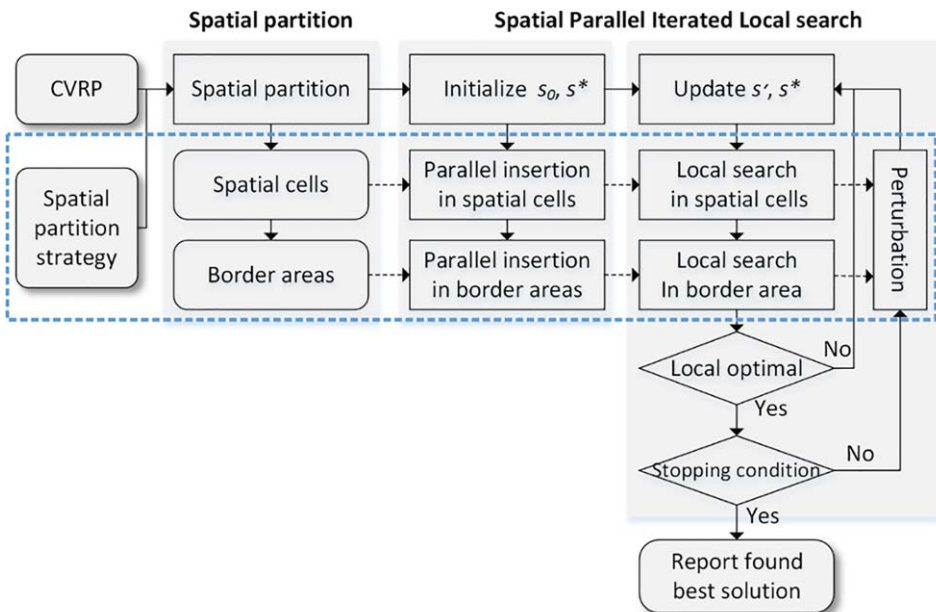 Spatial partition
Spatial Parallel Iterated Local search
CVRP
Spatial partition
Initialize s₀, s*
Update s′, s*
Spatial
partition
strategy
Spatial cells
Parallel insertion
in spatial cells
Local search
in spatial cells
Perturbation
Border areas
Parallel insertion
in border areas
Local search
In border area
Local optimal
No
Yes
Stopping condition
No
Yes
Report found
best solution